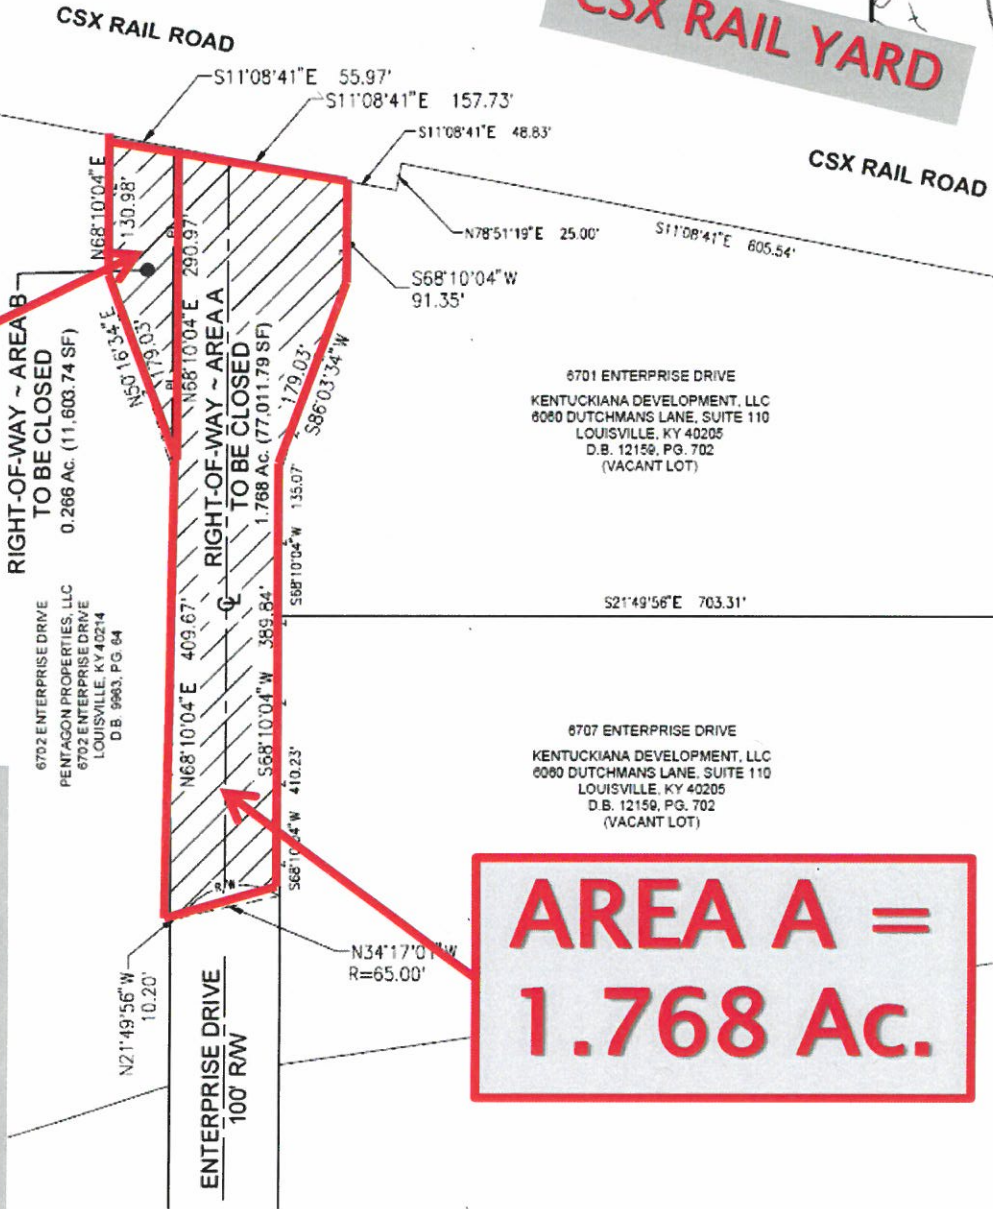 CSX RAIL ROAD
CSX RAIL YARD
S11°08'41"E 55.97'
S11°08'41"E 157.73'
S11°08'41"E 48.83'
CSX RAIL ROAD
N78°51'19"E 25.00'
S11°08'41"E 605.54'
S68°10'04"W
91.35'
N68°10'04"E
130.98'
N50°16'34"E
179.03'
N68°10'04"E 290.97'
RIGHT-OF-WAY ~ AREA B
TO BE CLOSED
0.266 Ac. (11,603.74 SF)
RIGHT-OF-WAY ~ AREA A
TO BE CLOSED
1.768 Ac. (77,011.79 SF)
179.03'
S86°03'34"W
6701 ENTERPRISE DRIVE
KENTUCKIANA DEVELOPMENT, LLC
6060 DUTCHMANS LANE, SUITE 110
LOUISVILLE, KY 40205
D.B. 12159, PG. 702
(VACANT LOT)
S68°10'04"W 135.07'
S21°49'56"E 703.31'
6702 ENTERPRISE DRIVE
PENTAGON PROPERTIES, LLC
6702 ENTERPRISE DRIVE
LOUISVILLE, KY 40214
D.B. 9963, PG. 64
N68°10'04"E 409.67'
S68°10'04"W 389.84'
S68°10'04"W 410.23'
6707 ENTERPRISE DRIVE
KENTUCKIANA DEVELOPMENT, LLC
6060 DUTCHMANS LANE, SUITE 110
LOUISVILLE, KY 40205
D.B. 12159, PG. 702
(VACANT LOT)
R/W
AREA A =
1.768 Ac.
N34°17'01"W
R=65.00'
N21°49'56"W
10.20'
ENTERPRISE DRIVE
100' R/W